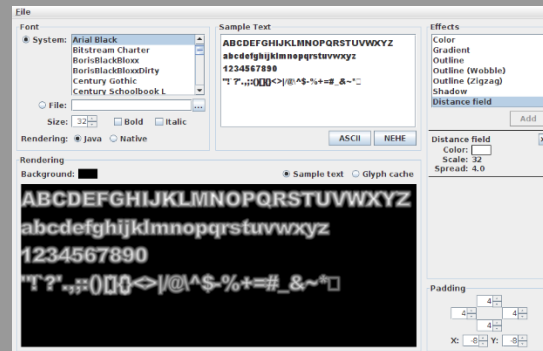 File
Font
System: Arial Black
Bitstream Charter
BorisBlackBloxx
BorisBlackBloxxDirty
Century Gothic
Century Schoolbook L
File: ...
Size: 32 Bold Italic
Rendering: Java Native
Sample Text
ABCDEFGHIJKLMNOPQRSTUVWXYZ
abcdefghijklmnopqrstuvwxyz
1234567890
"!`?'.,;:()[]{}<>|/@\^$-%+=#_&~*□
ASCII NEHE
Effects
Color
Gradient
Outline
Outline (Wobble)
Outline (Zigzag)
Shadow
Distance field
Add
Distance field
Color:
Scale: 32
Spread: 4.0
Rendering
Background: Sample text Glyph cache
ABCDEFGHIJKLMNOPQRSTUVWXYZ
abcdefghijklmnopqrstuvwxyz
1234567890
"!`?'.,;:()[]{}<>|/@\^$-%+=#_&~*□
Padding
4
4 4
4
X: -8 Y: -8